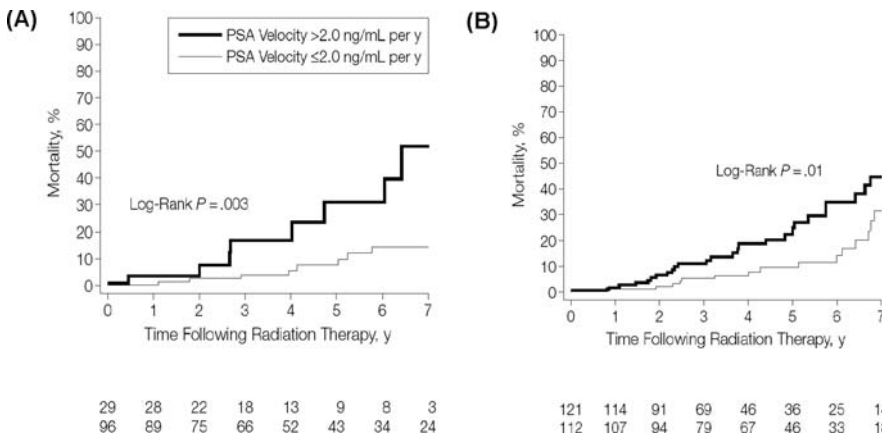 (A)
100
90
80
70
60
50
40
30
20
10
0
Mortality, %
PSA Velocity >2.0 ng/mL per y
PSA Velocity ≤2.0 ng/mL per y
Log-Rank P = .003
0 1 2 3 4 5 6 7
Time Following Radiation Therapy, y
29 28 22 18 13 9 8 3
96 89 75 66 52 43 34 24
(B)
100
90
80
70
60
50
40
30
20
10
0
Mortality, %
Log-Rank P = .01
0 1 2 3 4 5 6 7
Time Following Radiation Therapy, y
121 114 91 69 46 36 25
112 107 94 79 67 46 33